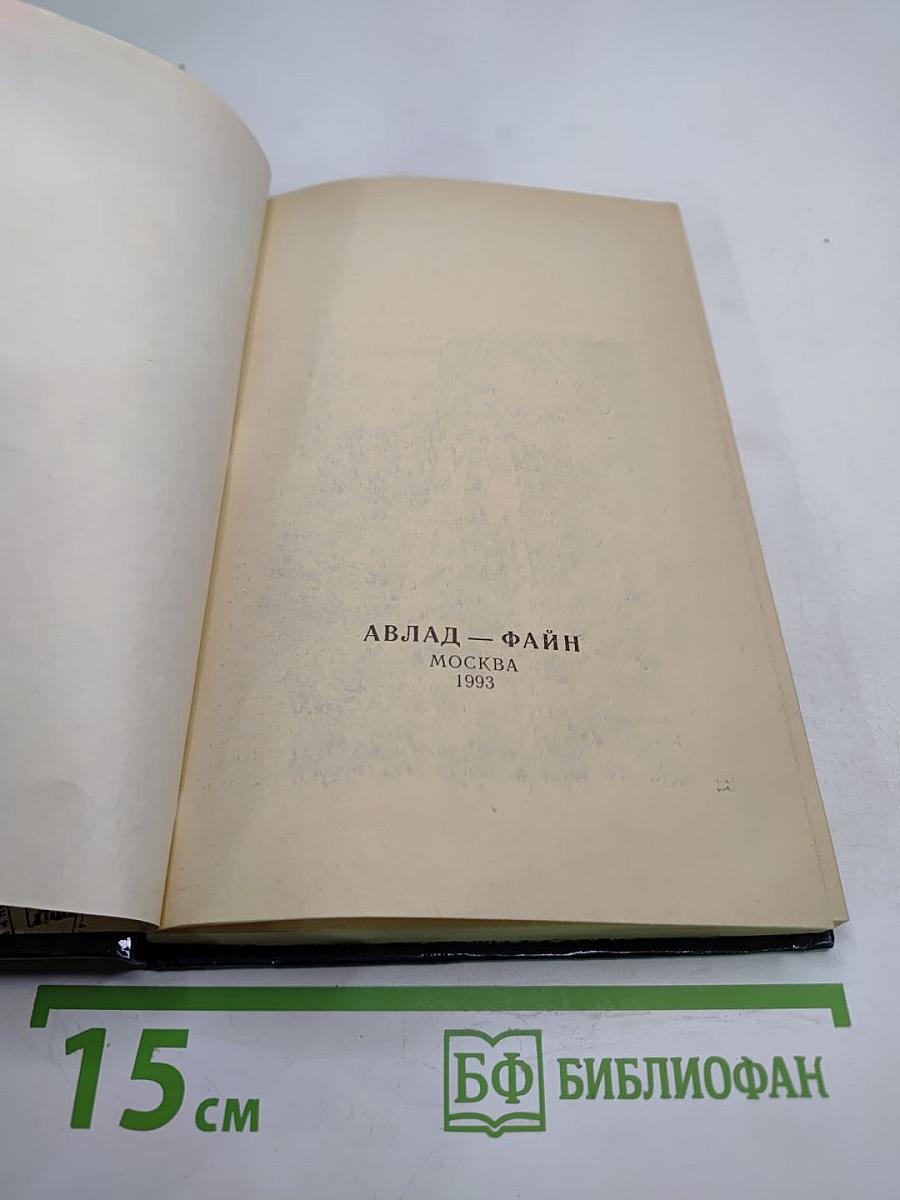 АВЛАД — ФАЙН
МОСКВА
1993
15 см
БФ БИБЛИОФАН